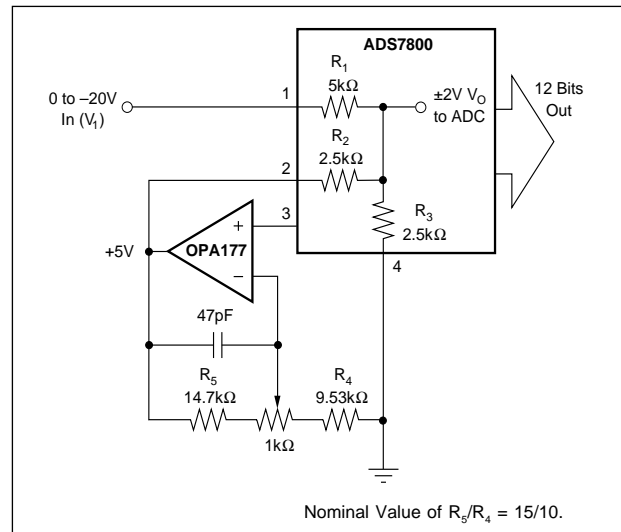 ADS7800
0 to –20V
In (V₁)
1
R₁
5kΩ
±2V V₀
to ADC
12 Bits
Out
R₂
2.5kΩ
2
3
R₃
2.5kΩ
4
+5V
OPA177
+
–
47pF
R₅
14.7kΩ
1kΩ
R₄
9.53kΩ
Nominal Value of R₅/R₄ = 15/10.